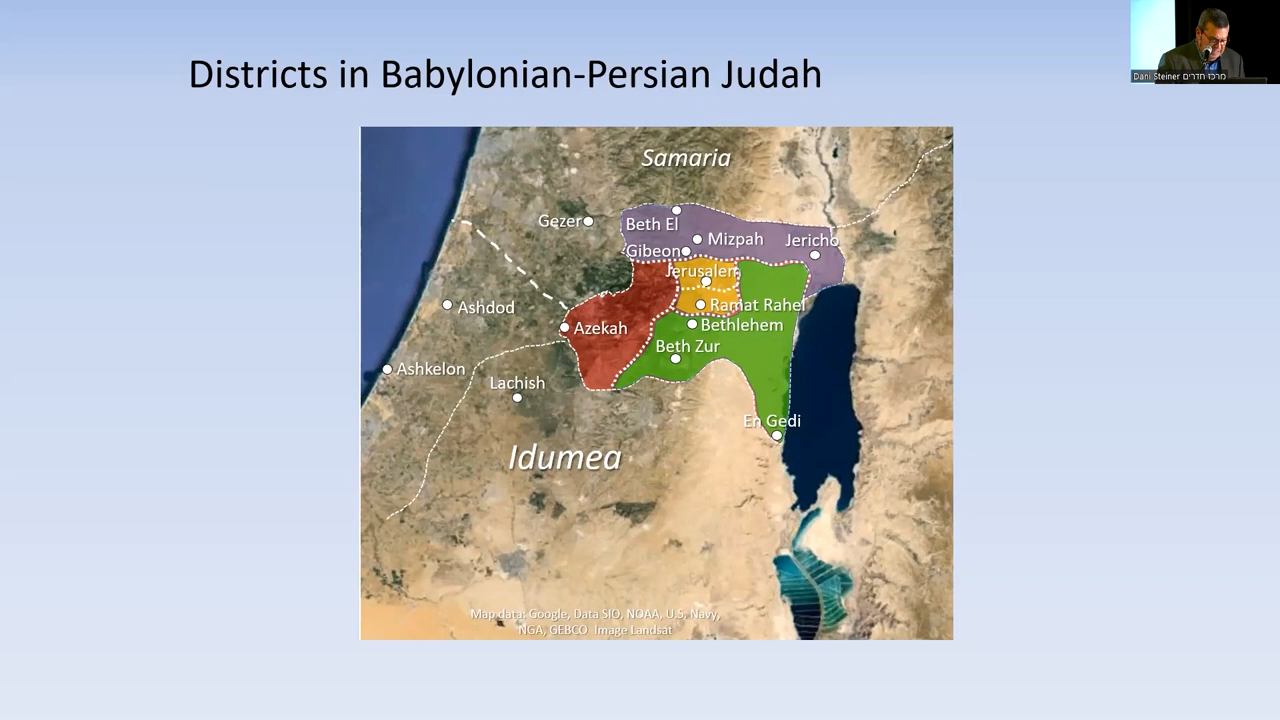 Districts in Babylonian-Persian Judah
Dani Steiner מרכז חדרים
Samaria
Gezer
Beth El
Mizpah
Jericho
Gibeon
Jerusalem
Ashdod
Ramat Rahel
Azekah
Bethlehem
Beth Zur
Ashkelon
Lachish
En Gedi
Idumea
Map data: Google, Data SIO, NOAA, U.S. Navy,
NGA, GEBCO Image Landsat